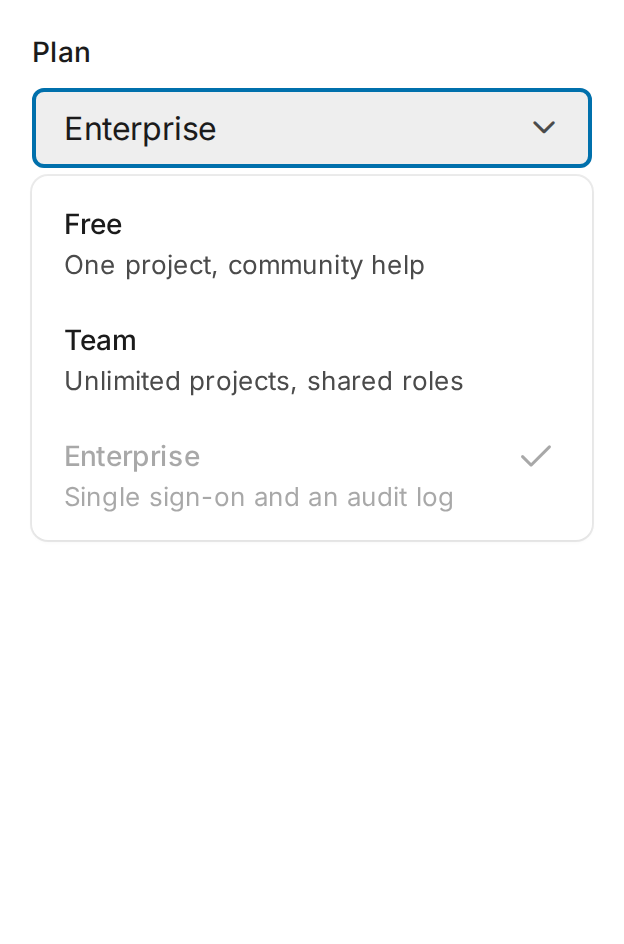 Plan
Enterprise
Free
One project, community help
Team
Unlimited projects, shared roles
Enterprise
Single sign-on and an audit log